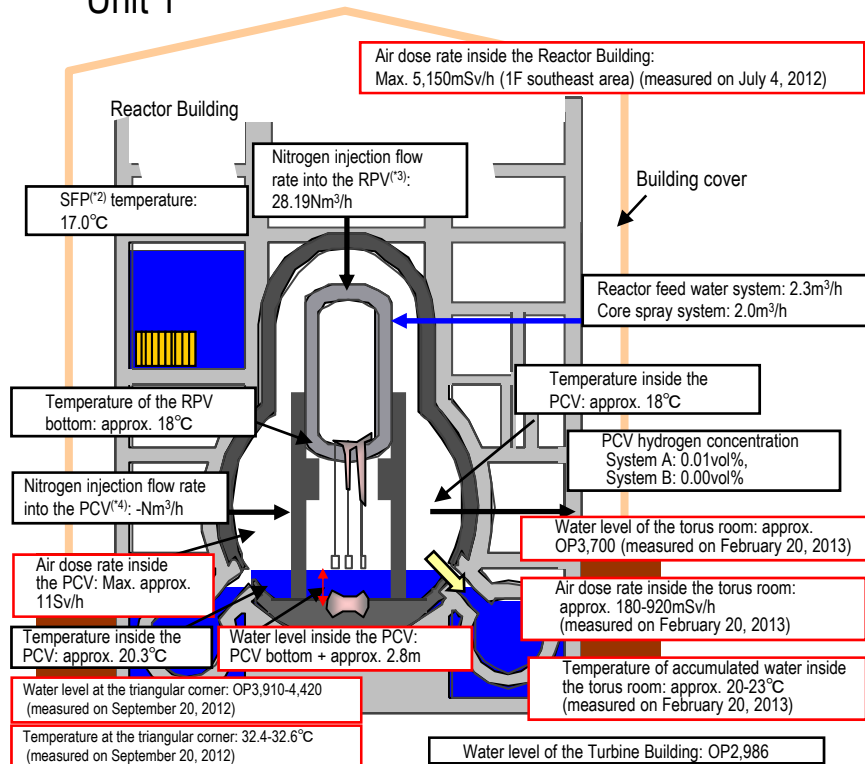 Unit 1
Air dose rate inside the Reactor Building:
Max. 5,150mSv/h (1F southeast area) (measured on July 4, 2012)
Reactor Building
Nitrogen injection flow
rate into the RPV(*3):
28.19Nm3/h
Building cover
SFP(*2) temperature:
17.0℃
Reactor feed water system: 2.3m3/h
Core spray system: 2.0m3/h
Temperature inside the
PCV: approx. 18℃
Temperature of the RPV
bottom: approx. 18℃
PCV hydrogen concentration
System A: 0.01vol%,
System B: 0.00vol%
Nitrogen injection flow rate
into the PCV(*4): -Nm3/h
Water level of the torus room: approx.
OP3,700 (measured on February 20, 2013)
Air dose rate inside
the PCV: Max. approx.
11Sv/h
Air dose rate inside the torus room:
approx. 180-920mSv/h
(measured on February 20, 2013)
Temperature inside the
PCV: approx. 20.3℃
Water level inside the PCV:
PCV bottom + approx. 2.8m
Temperature of accumulated water inside
the torus room: approx. 20-23℃
(measured on February 20, 2013)
Water level at the triangular corner: OP3,910-4,420
(measured on September 20, 2012)
Temperature at the triangular corner: 32.4-32.6℃
(measured on September 20, 2012)
Water level of the Turbine Building: OP2,986